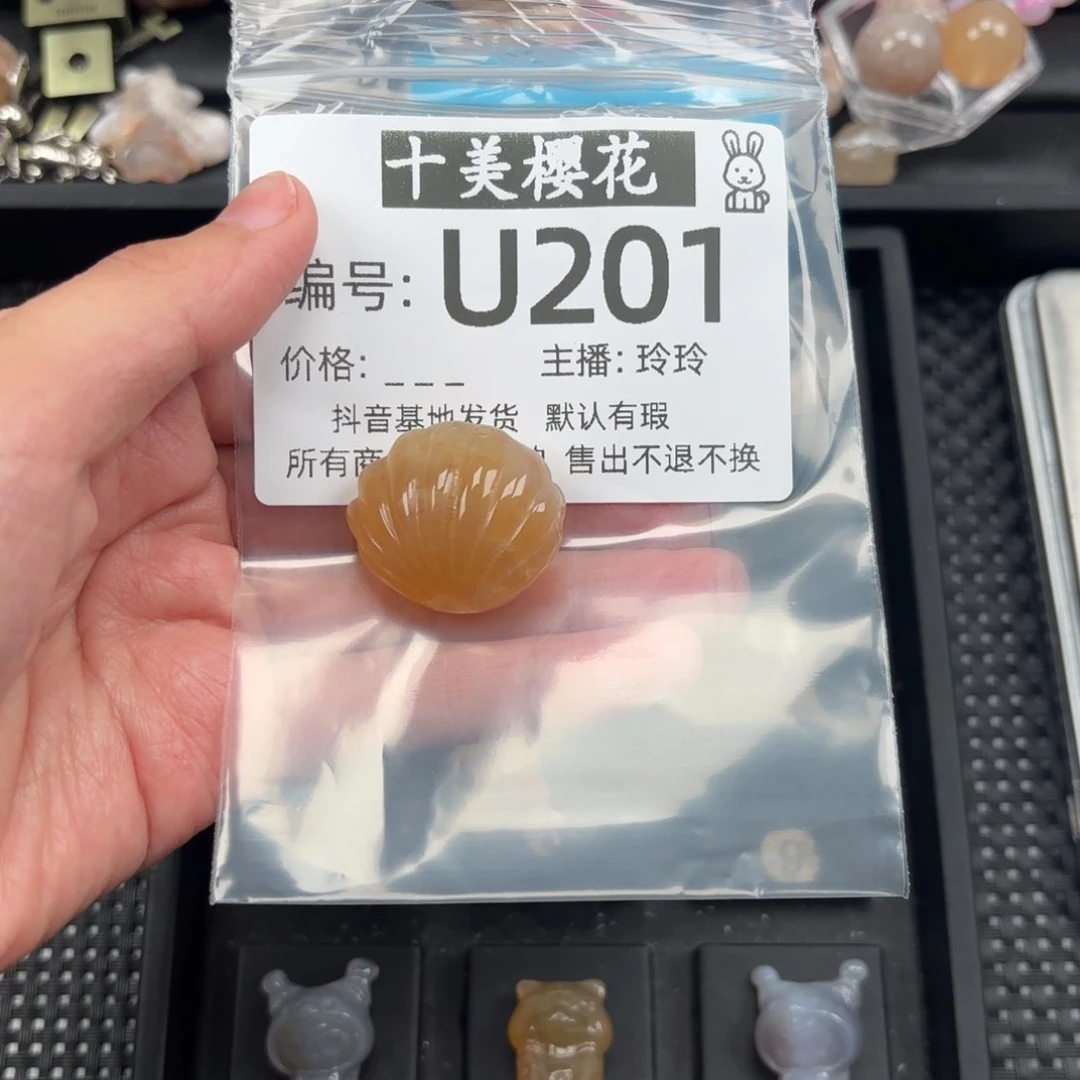 十美樱花
编号: U201
价格: _ _ _ 主播: 玲玲
抖音基地发货 默认有瑕
所有商 售出不退不换